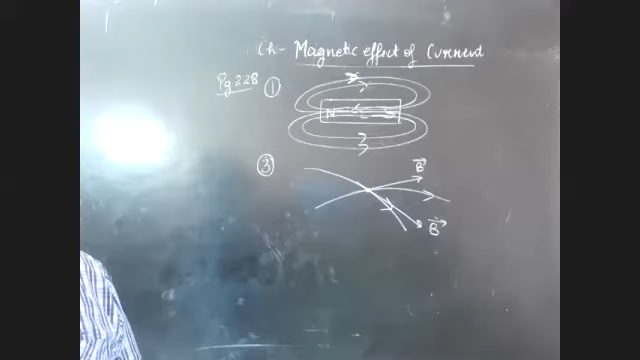 Ch- Magnetic effect of Current
Pg 228 ①
N S
③
B
B